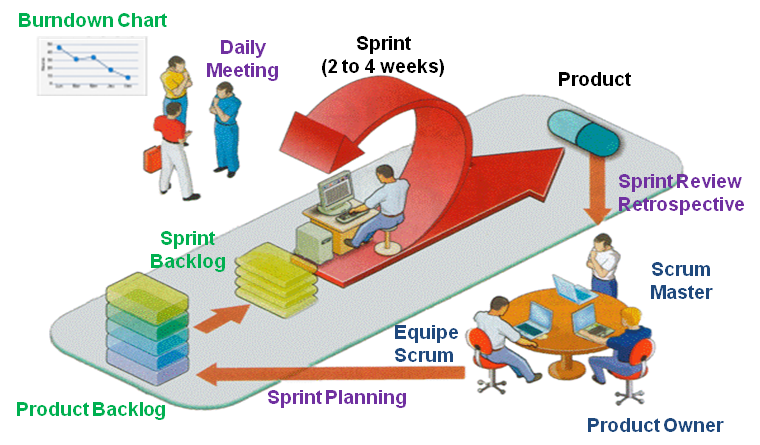 Burndown Chart
Daily
Meeting
Sprint
(2 to 4 weeks)
Product
Sprint Review
Retrospective
Sprint
Backlog
Scrum
Master
Equipe
Scrum
Sprint Planning
Product Backlog
Product Owner